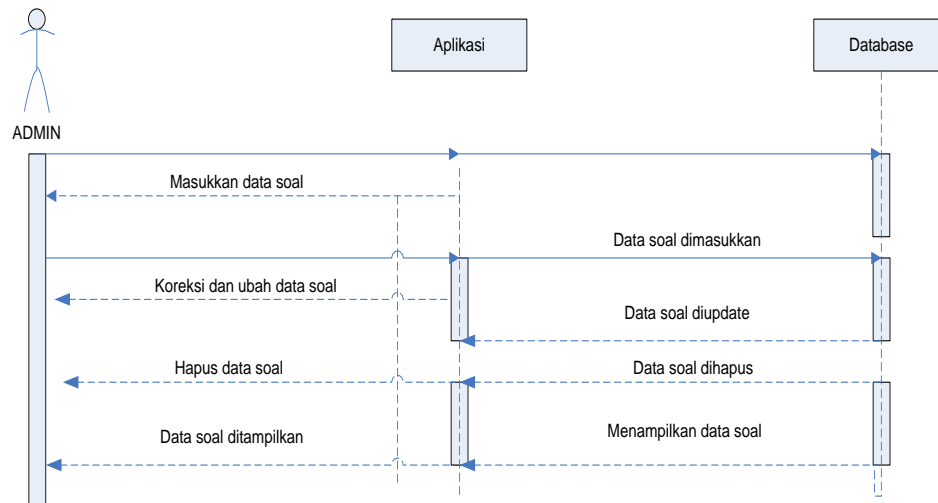 Aplikasi
Database
ADMIN
Masukkan data soal
Data soal dimasukkan
Koreksi dan ubah data soal
Data soal diupdate
Hapus data soal
Data soal dihapus
Data soal ditampilkan
Menampilkan data soal